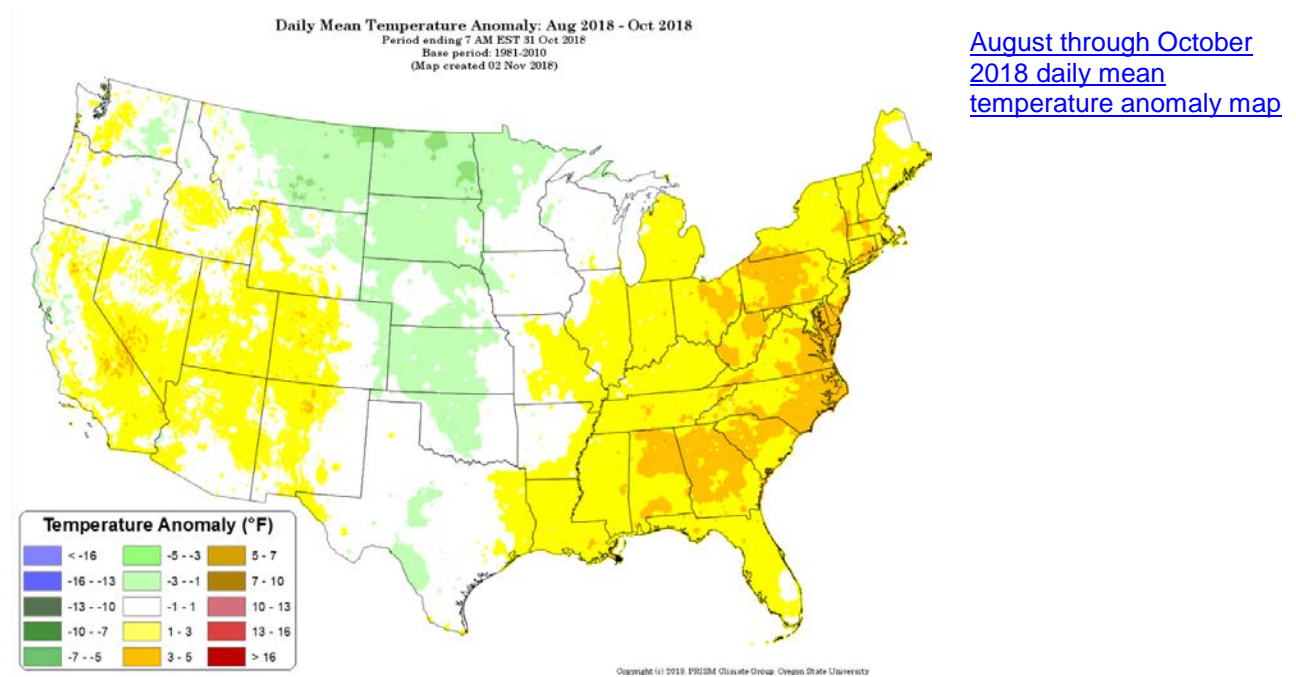 Daily Mean Temperature Anomaly: Aug 2018 - Oct 2018
Period ending 7 AM EST 31 Oct 2018
Base period: 1981-2010
(Map created 02 Nov 2018)
August through October
2018 daily mean
temperature anomaly map
Temperature Anomaly (°F)
< -16
-16 - -13
-13 - -10
-10 - -7
-7 - -5
-5 - -3
-3 - -1
-1 - 1
1 - 3
3 - 5
5 - 7
7 - 10
10 - 13
13 - 16
> 16
Copyright (c) 2018, PRISM Climate Group, Oregon State University